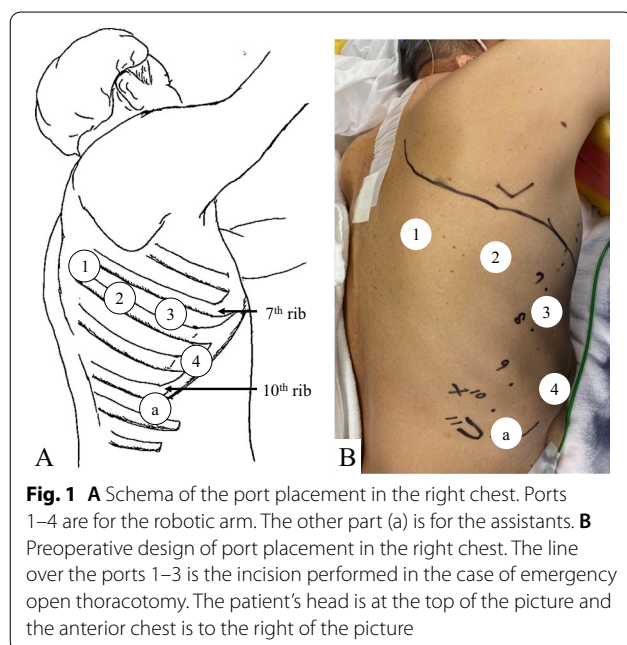 1
2
3
7th rib
4
10th rib
a
A
1
2
3
8
4
a
B
Fig. 1 A Schema of the port placement in the right chest. Ports
1–4 are for the robotic arm. The other part (a) is for the assistants. B
Preoperative design of port placement in the right chest. The line
over the ports 1–3 is the incision performed in the case of emergency
open thoracotomy. The patient's head is at the top of the picture and
the anterior chest is to the right of the picture